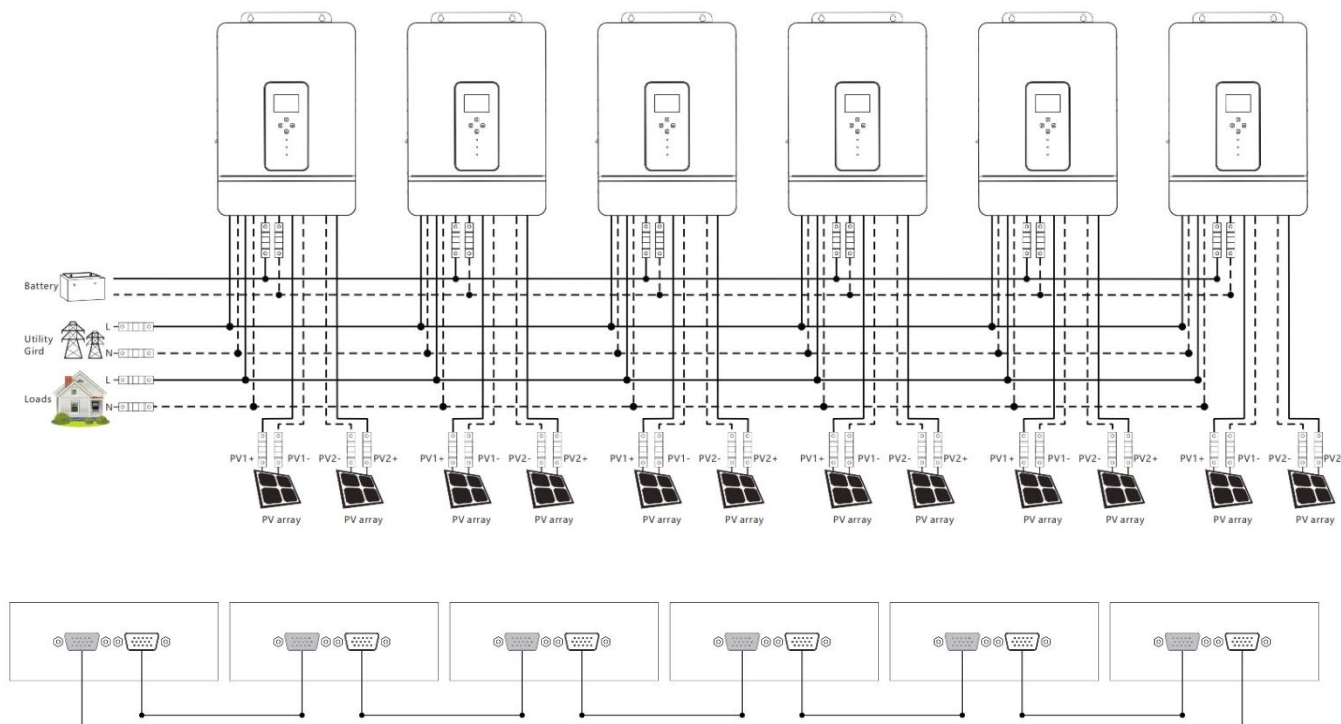 Battery
L
Utility
Gird
N
L
Loads
N
PV1+ PV1- PV2- PV2+ PV1+ PV1- PV2- PV2+ PV1+ PV1- PV2- PV2+ PV1+ PV1- PV2- PV2+ PV1+ PV1- PV2- PV2+ PV1+ PV1- PV2- PV2
PV array PV array PV array PV array PV array PV array PV array PV array PV array PV array PV array PV array